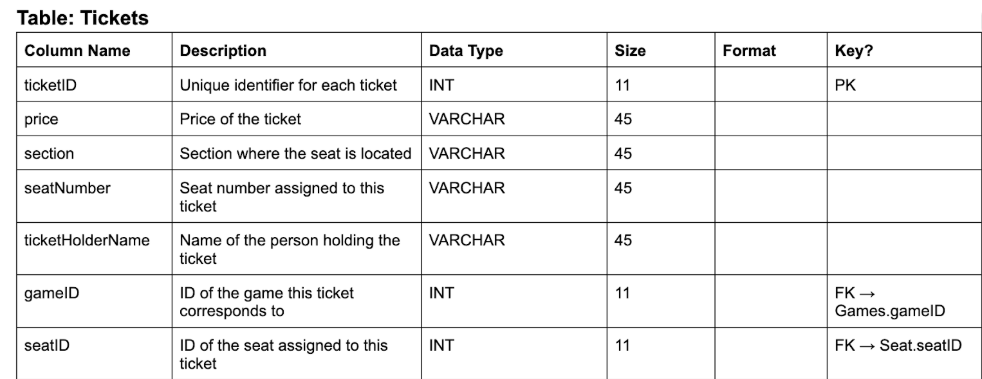 Table: Tickets
Column Name Description Data Type Size Format Key?
ticketID Unique identifier for each ticket INT 11 PK
price Price of the ticket VARCHAR 45
section Section where the seat is located VARCHAR 45
seatNumber Seat number assigned to this VARCHAR 45
ticket
ticketHolderName Name of the person holding the VARCHAR 45
ticket
gameID ID of the game this ticket INT 11 FK →
corresponds to Games.gameID
seatID ID of the seat assigned to this INT 11 FK → Seat.seatID
ticket